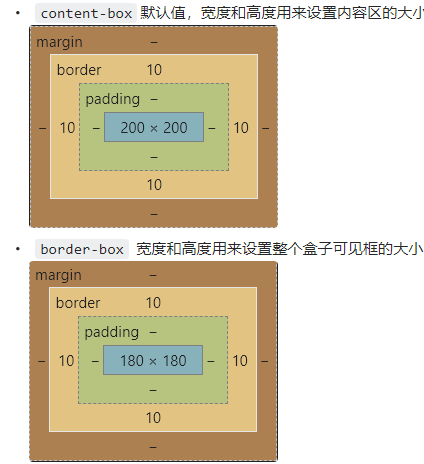 • content-box 默认值，宽度和高度用来设置内容区的大小
margin –
border 10
padding –
– 10 – 200 × 200 – 10 –
–
10
–
• border-box 宽度和高度用来设置整个盒子可见框的大小
margin –
border 10
padding –
– 10 – 180 × 180 – 10 –
–
10
–